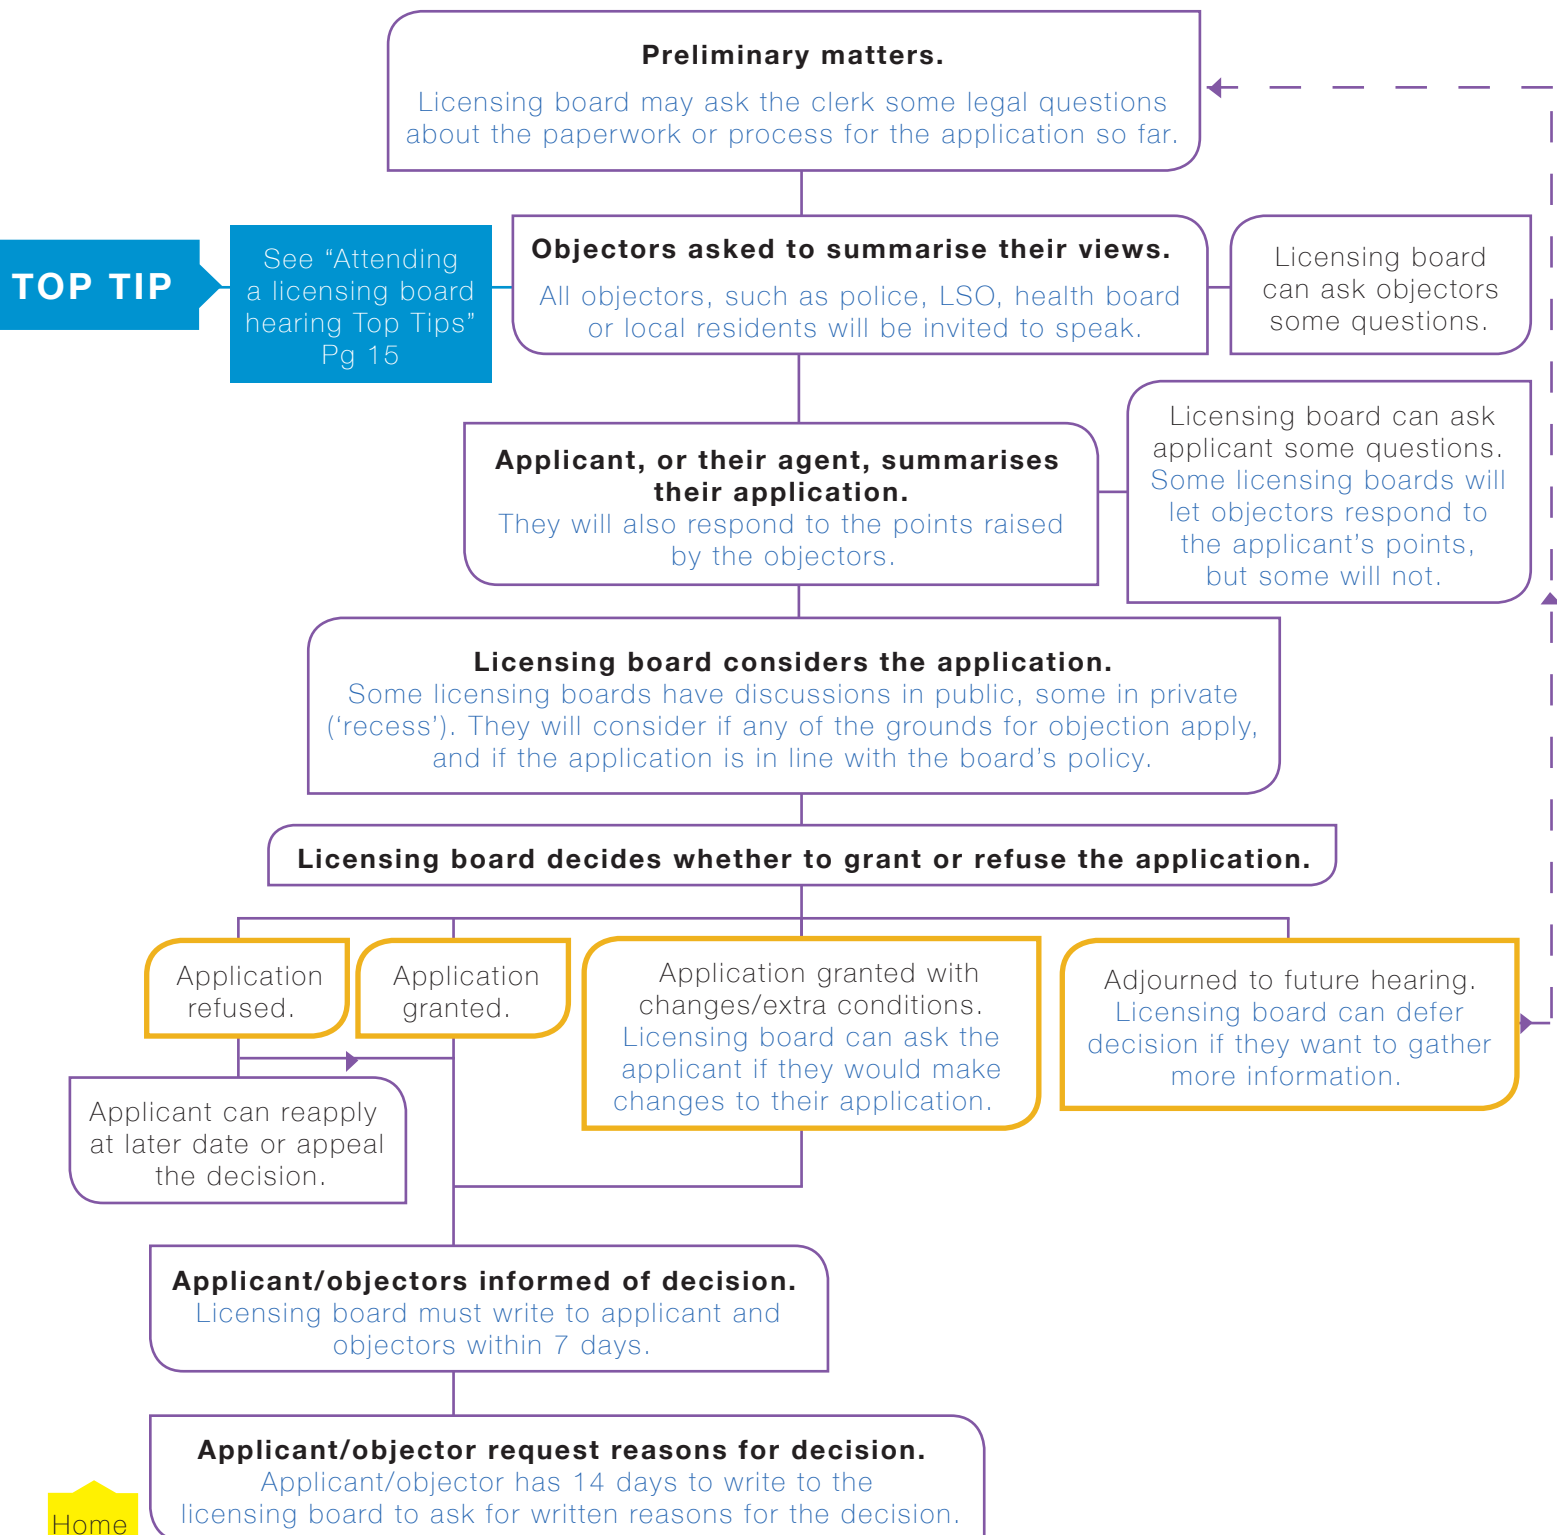 Preliminary matters.
Licensing board may ask the clerk some legal questions
about the paperwork or process for the application so far.
TOP TIP
See “Attending
a licensing board
hearing Top Tips”
Pg 15
Objectors asked to summarise their views.
All objectors, such as police, LSO, health board
or local residents will be invited to speak.
Licensing board
can ask objectors
some questions.
Applicant, or their agent, summarises
their application.
They will also respond to the points raised
by the objectors.
Licensing board can ask
applicant some questions.
Some licensing boards will
let objectors respond to
the applicant’s points,
but some will not.
Licensing board considers the application.
Some licensing boards have discussions in public, some in private
(‘recess’). They will consider if any of the grounds for objection apply,
and if the application is in line with the board’s policy.
Licensing board decides whether to grant or refuse the application.
Application
refused.
Application
granted.
Application granted with
changes/extra conditions.
Licensing board can ask the
applicant if they would make
changes to their application.
Adjourned to future hearing.
Licensing board can defer
decision if they want to gather
more information.
Applicant can reapply
at later date or appeal
the decision.
Applicant/objectors informed of decision.
Licensing board must write to applicant and
objectors within 7 days.
Applicant/objector request reasons for decision.
Applicant/objector has 14 days to write to the
licensing board to ask for written reasons for the decision.
Home